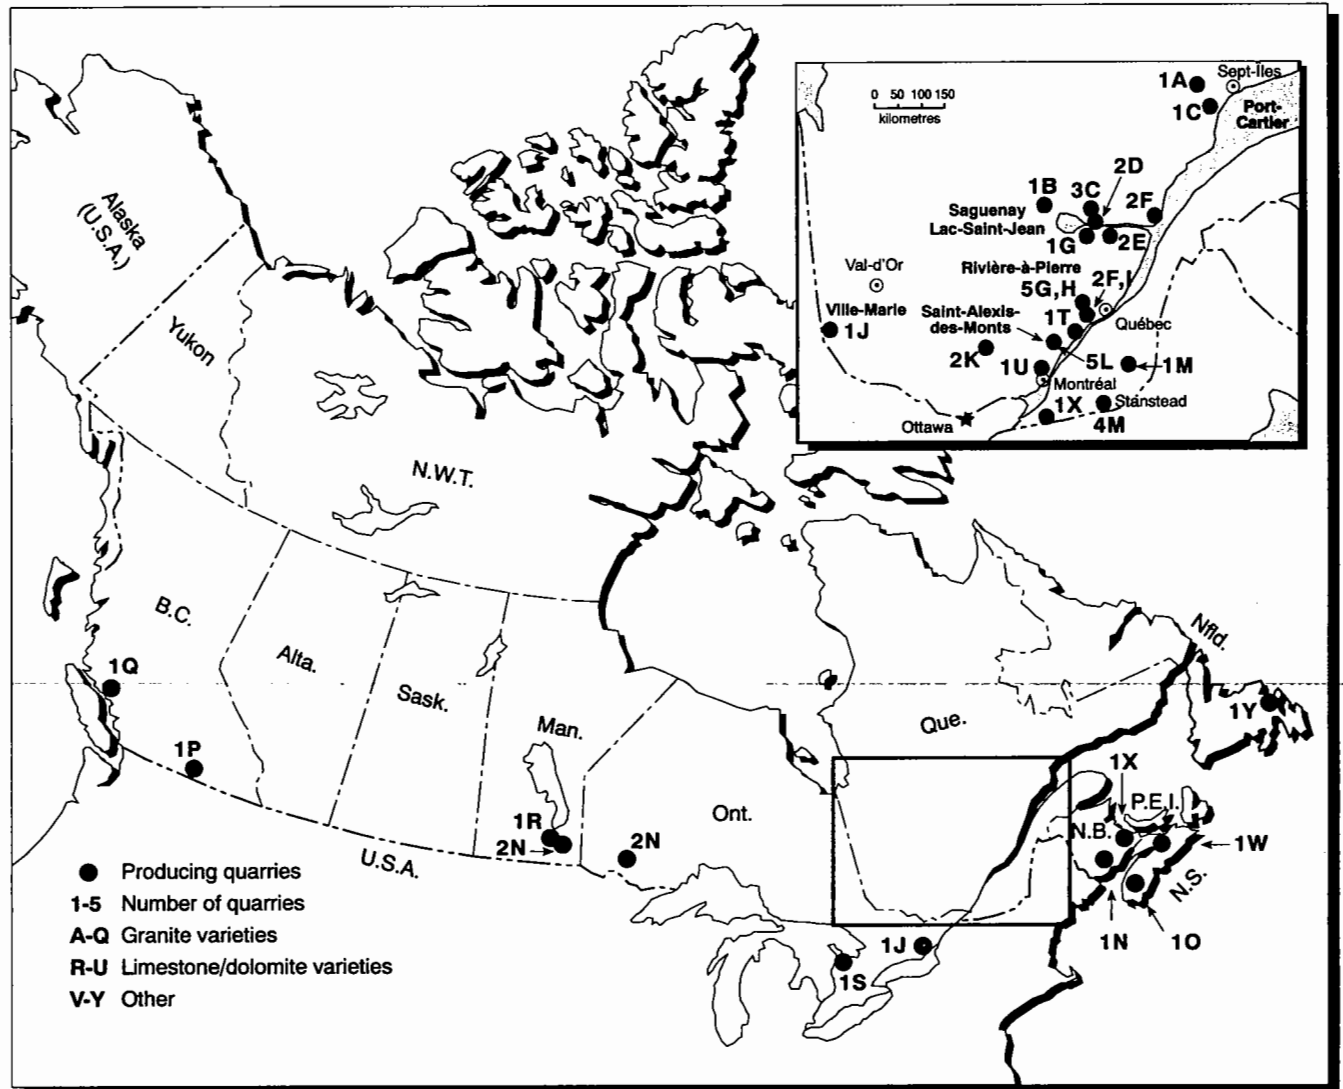 Alaska
(U.S.A.)
Yukon
N.W.T.
B.C.
Alta.
Sask.
Man.
Ont.
Que.
Nfld.
P.E.I.
N.B.
N.S.
U.S.A.
1Q
1P
1R
2N
2N
1J
1S
1X
1Y
1W
1N
1O
0 50 100 150
kilometres
1A
Sept-Iles
1C
Port-
Cartier
2D
1B
3C
2F
Saguenay
Lac-Saint-Jean
1G
2E
Val-d'Or
Rivière-à-Pierre
5G,H
2F,I
Ville-Marie
1J
Saint-Alexis-
des-Monts
1T
Québec
2K
1U
5L
1M
Montréal
1X
Stanstead
4M
Ottawa
Producing quarries
1-5 Number of quarries
A-Q Granite varieties
R-U Limestone/dolomite varieties
V-Y Other